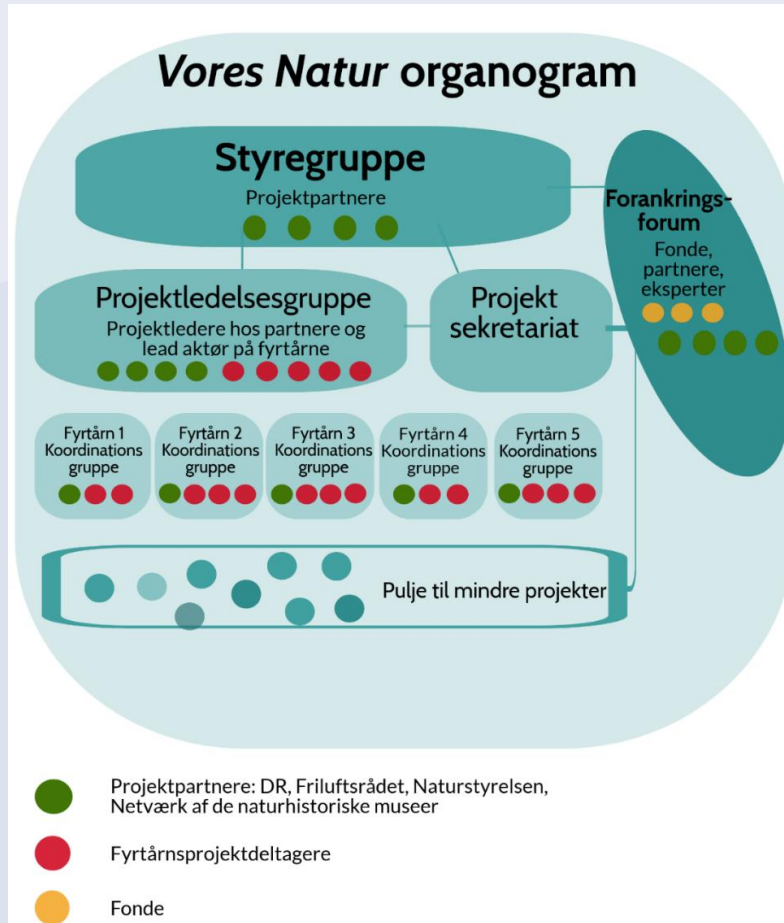 Vores Natur organogram
Styregruppe
Projektpartnere
Forankrings-
forum
Fonde,
partnere,
eksperter
Projektledelsesgruppe
Projektledere hos partnere og
lead aktør på fyrtårne
Projekt
sekretariat
Fyrtårn 1
Koordinations
gruppe
Fyrtårn 2
Koordinations
gruppe
Fyrtårn 3
Koordinations
gruppe
Fyrtårn 4
Koordinations
gruppe
Fyrtårn 5
Koordinations
gruppe
Pulje til mindre projekter
Projektpartnere: DR, Friluftsrådet, Naturstyrelsen,
Netværk af de naturhistoriske museer
Fyrtårnsprojektdeltagere
Fonde